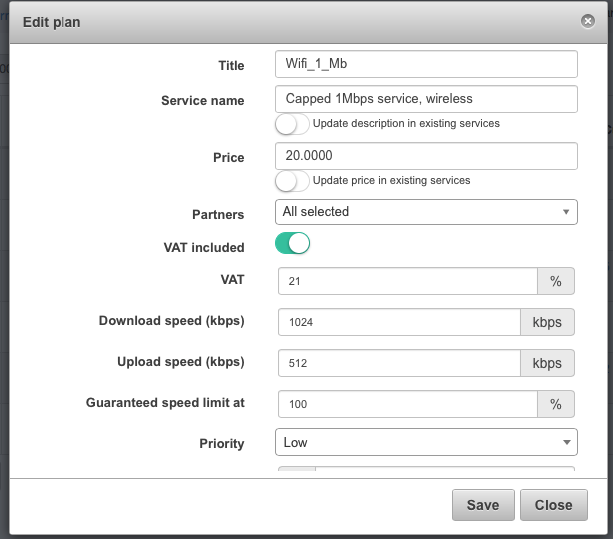 Edit plan
Title Wifi_1_Mb
Service name Capped 1Mbps service, wireless
Update description in existing services
Price 20.0000
Update price in existing services
Partners All selected
VAT included
VAT 21 %
Download speed (kbps) 1024 kbps
Upload speed (kbps) 512 kbps
Guaranteed speed limit at 100 %
Priority Low
Save Close